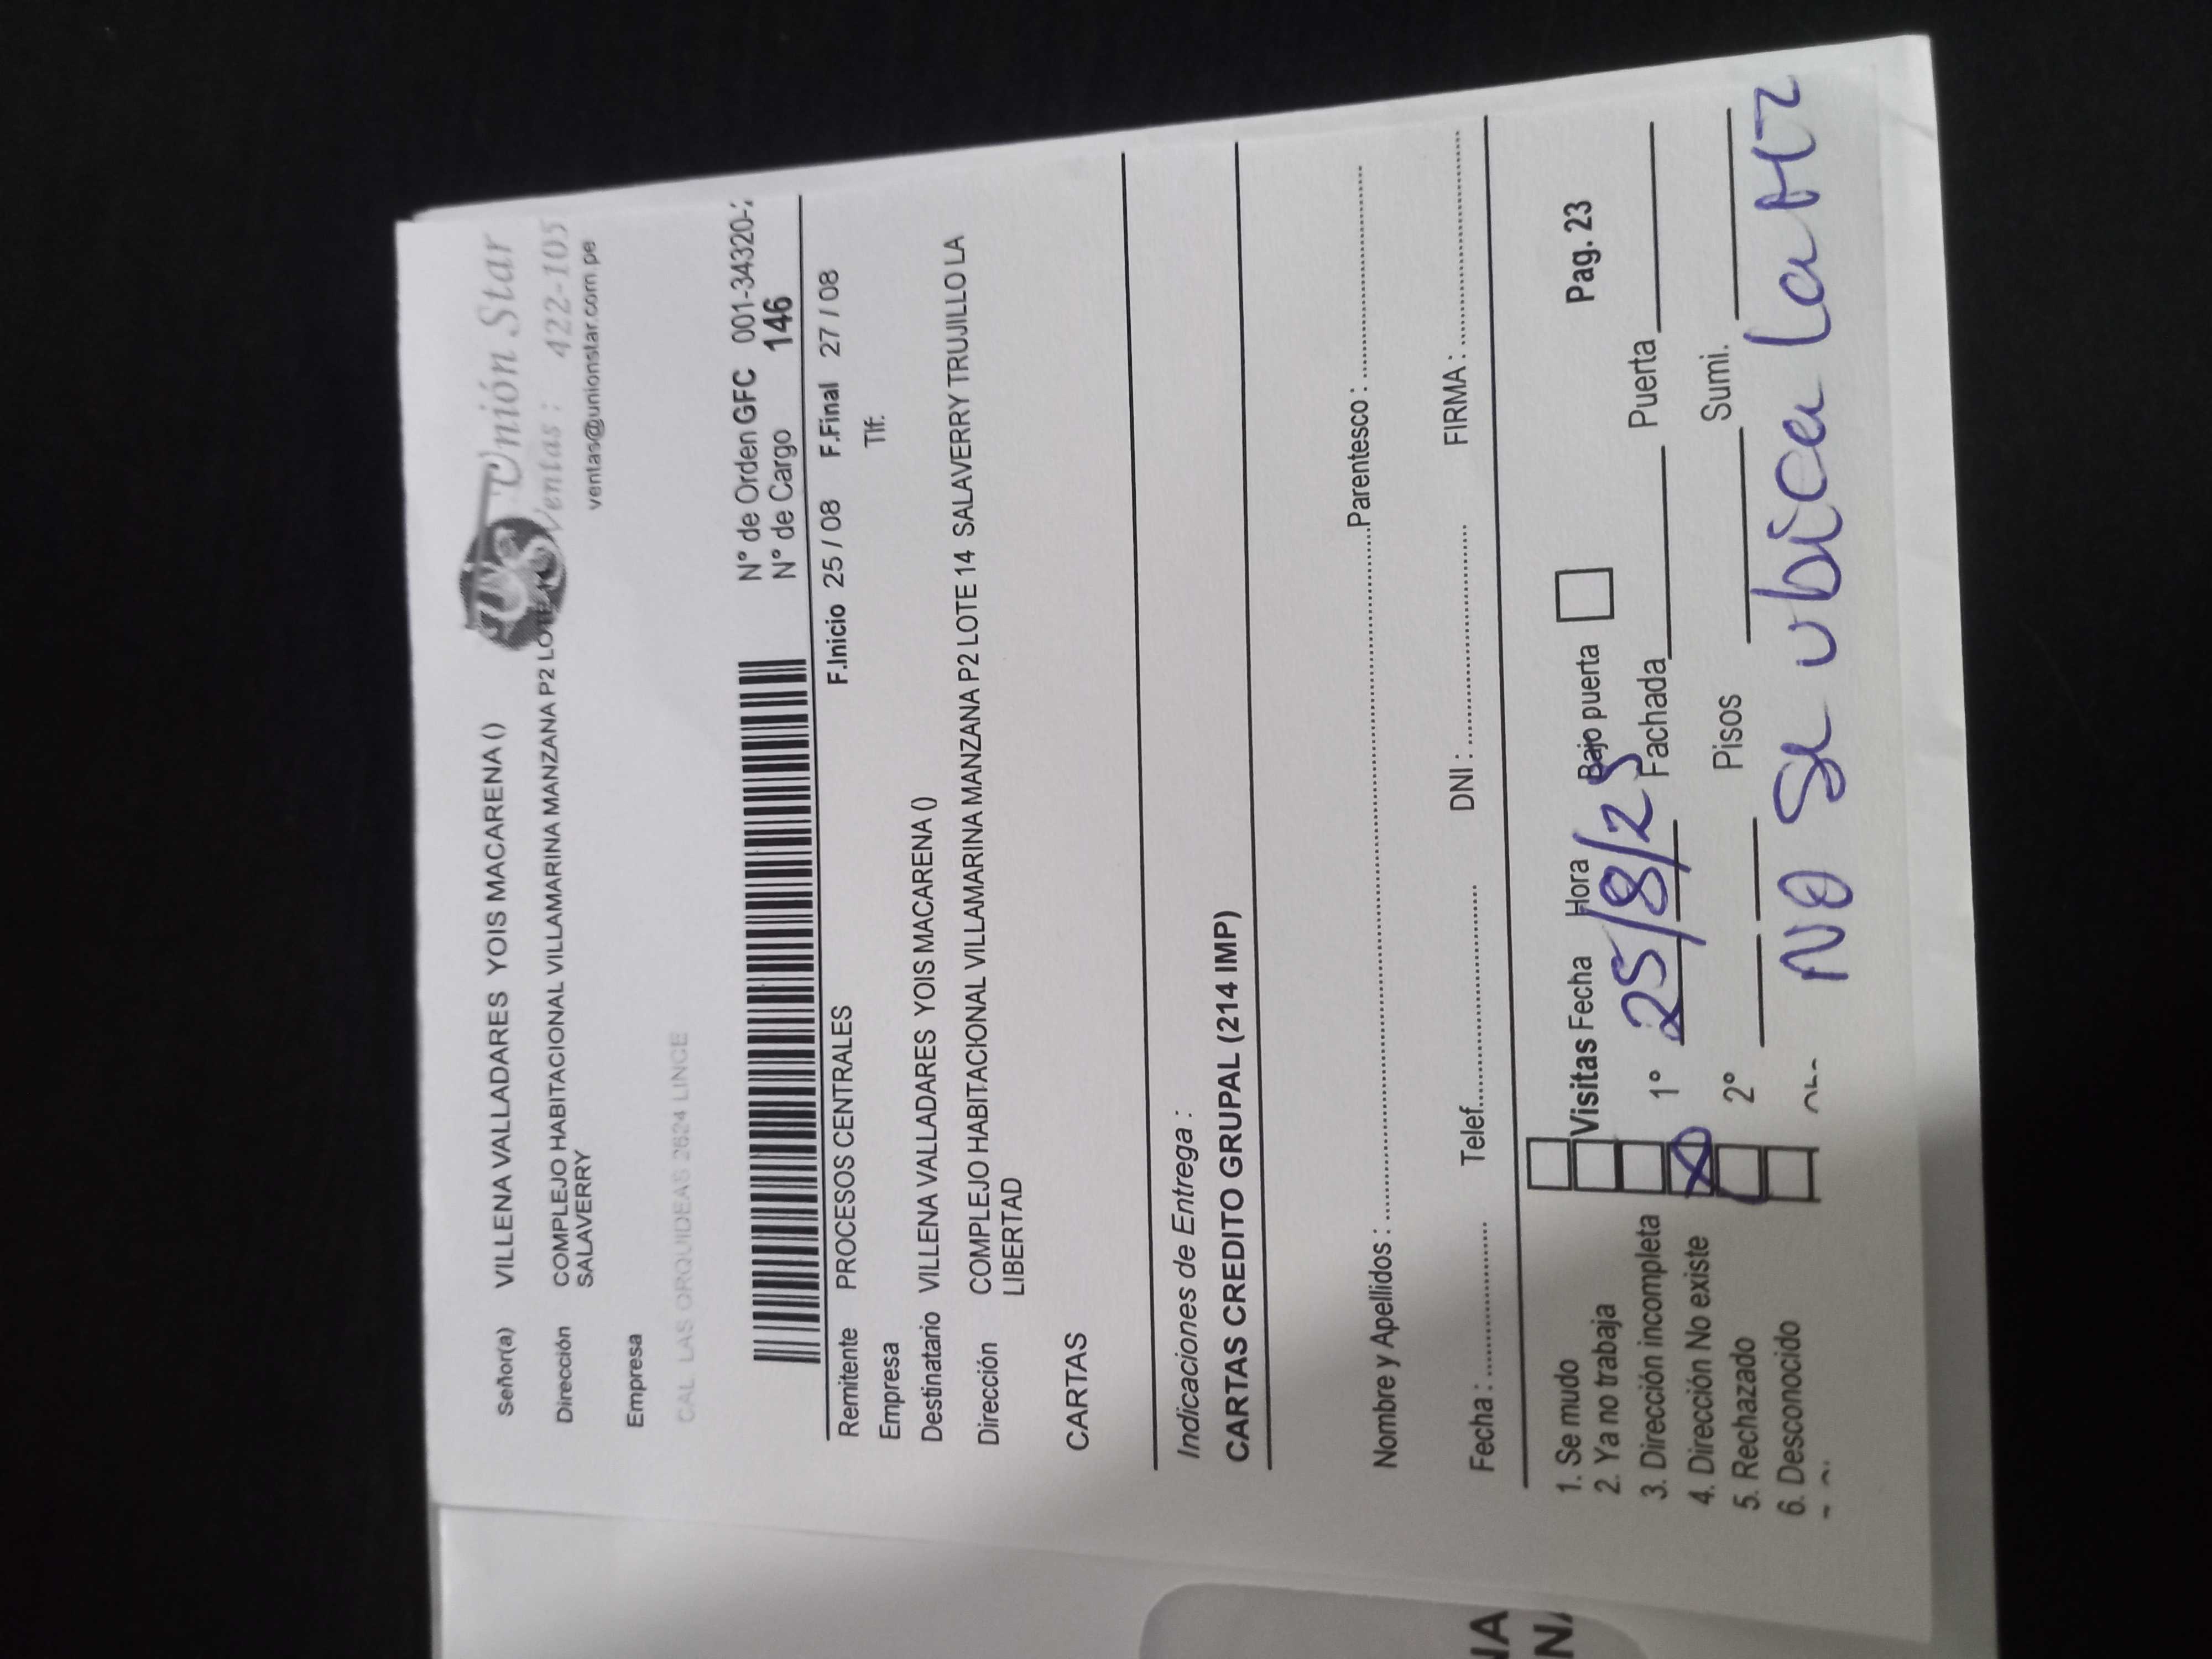 Unión Star
Ventas : 422-105
ventas@unionstar.com.pe
Señor(a) VILLENA VALLADARES YOIS MACARENA ()
Dirección COMPLEJO HABITACIONAL VILLAMARINA MANZANA P2
SALAVERRY
Empresa
CAL LAS ORQUIDEAS 2624 LINCE
N° de Orden GFC 001-34320-
N° de Cargo 146
F.Inicio 25 / 08 F.Final 27 / 08
Remitente PROCESOS CENTRALES
Empresa Tlf.
Destinatario VILLENA VALLADARES YOIS MACARENA ()
Dirección COMPLEJO HABITACIONAL VILLAMARINA MANZANA P2 LOTE 14 SALAVERRY TRUJILLO LA
LIBERTAD
CARTAS
Indicaciones de Entrega :
CARTAS CREDITO GRUPAL (214 IMP)
Nombre y Apellidos : Parentesco :
Fecha : Telef. DNI : FIRMA :
1. Se mudo
2. Ya no trabaja
3. Dirección incompleta
4. Dirección No existe
5. Rechazado
6. Desconocido
Visitas Fecha Hora Bajo puerta Pag. 23
1° 25/8/25 Fachada Puerta
2° Pisos Sumi.
NO Se ubica la Mz